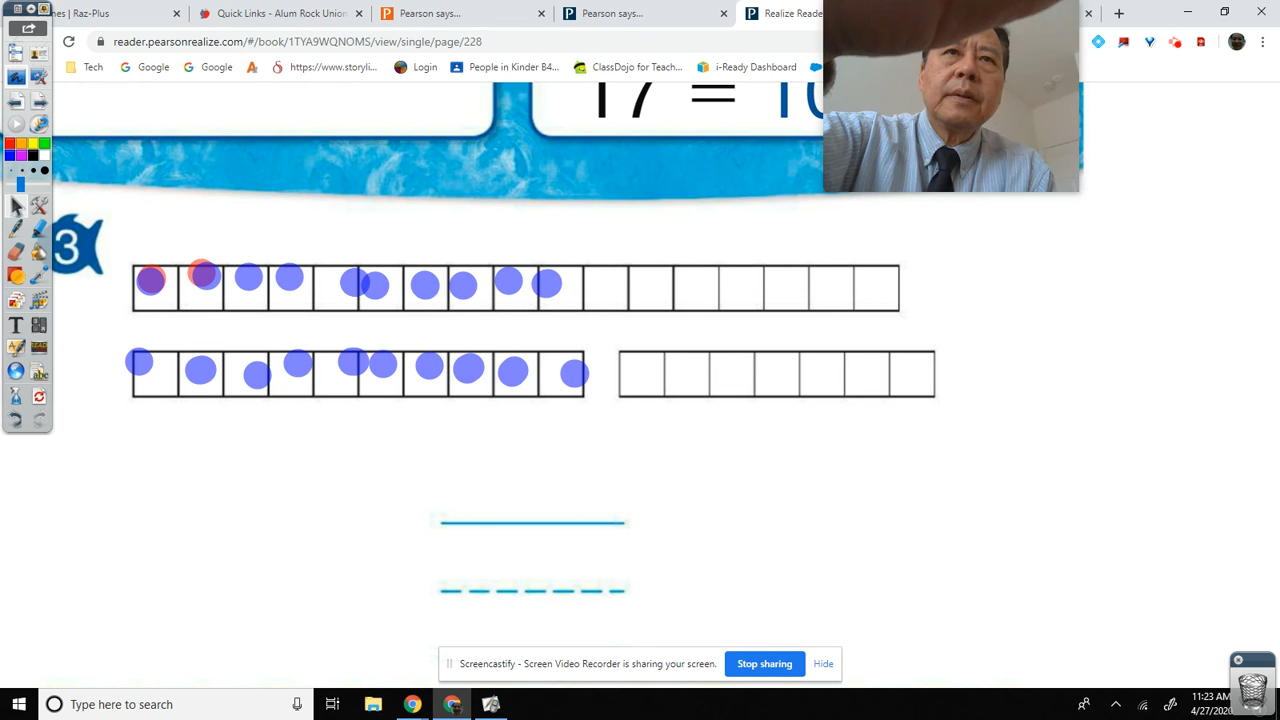 nes | Raz-Plus
Quick Links - Alum Rock Union
Pearson says...
Pearson says...
Realize Reade
reader.pearsonrealize.com/#/book/1TYA9WQNOMS/view/single/page/228
Tech
Google
Google
https://www.storyli...
Login
People in Kinder B4...
ClassDojo for Teach...
i-Ready Dashboard
17 = 10
3
T
abc
Screencastify - Screen Video Recorder is sharing your screen.
Stop sharing
Hide
Type here to search
11:23 AM
4/27/2020